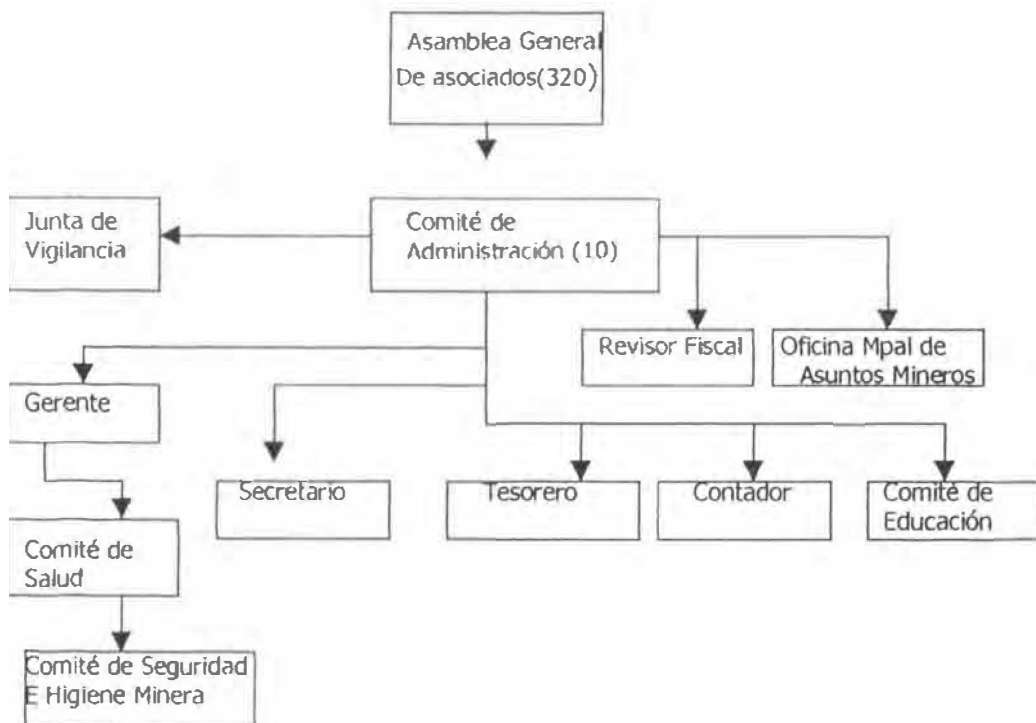 Asamblea General
De asociados(320)
Junta de
Vigilancia
Comité de
Administración (10)
Revisor Fiscal
Oficina Mpal de
Asuntos Mineros
Gerente
Secretario
Tesorero
Contador
Comité de
Educación
Comité de
Salud
Comité de Seguridad
E Higiene Minera